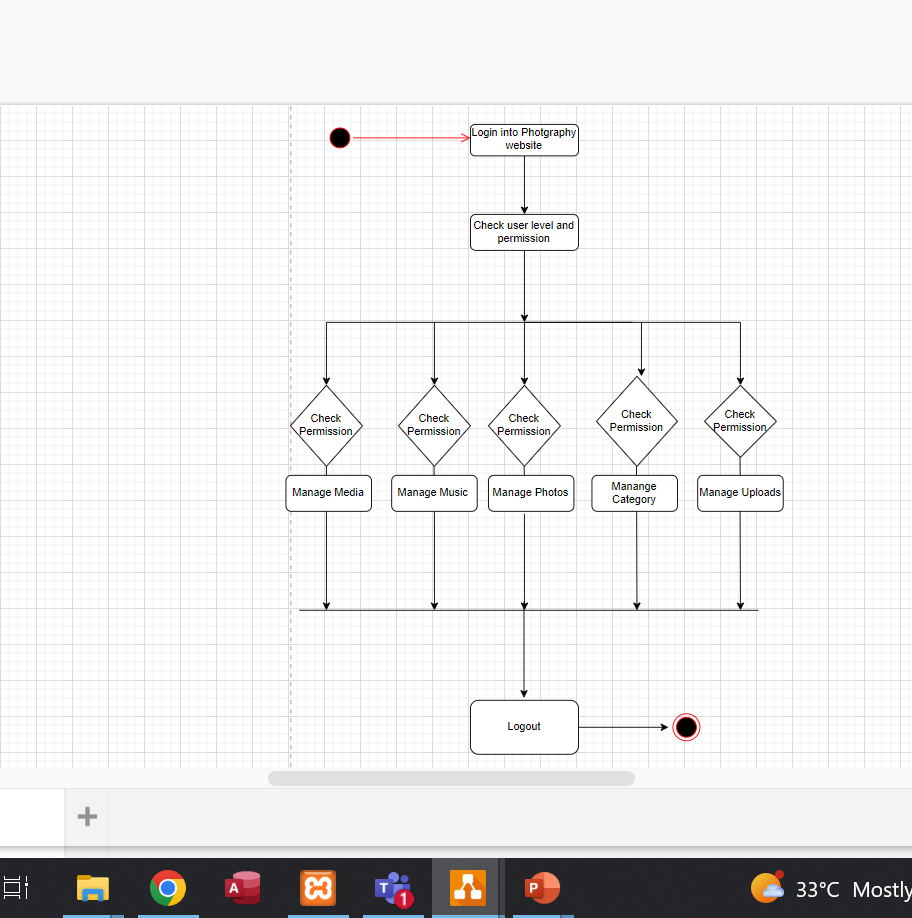 Login into Photgraphy
website
Check user level and
permission
Check
Permission
Check
Permission
Check
Permission
Check
Permission
Check
Permission
Manage Media
Manage Music
Manage Photos
Manange
Category
Manage Uploads
Logout
A
T
1
P
33°C Mostly